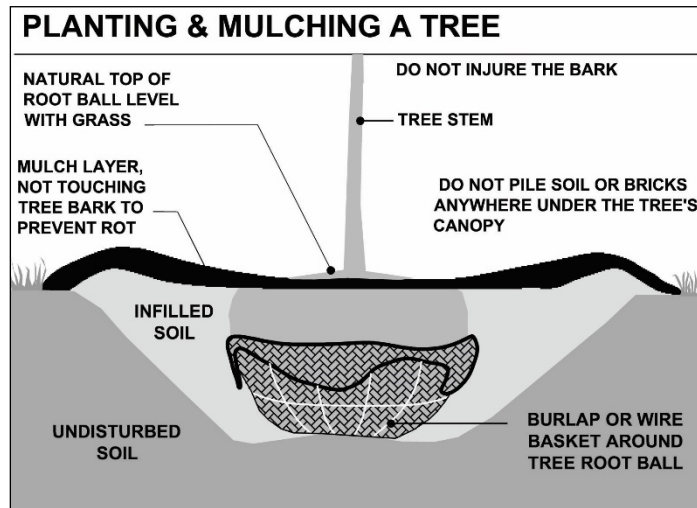 PLANTING & MULCHING A TREE
NATURAL TOP OF
ROOT BALL LEVEL
WITH GRASS
DO NOT INJURE THE BARK
TREE STEM
MULCH LAYER,
NOT TOUCHING
TREE BARK TO
PREVENT ROT
DO NOT PILE SOIL OR BRICKS
ANYWHERE UNDER THE TREE'S
CANOPY
INFILLED
SOIL
UNDISTURBED
SOIL
BURLAP OR WIRE
BASKET AROUND
TREE ROOT BALL